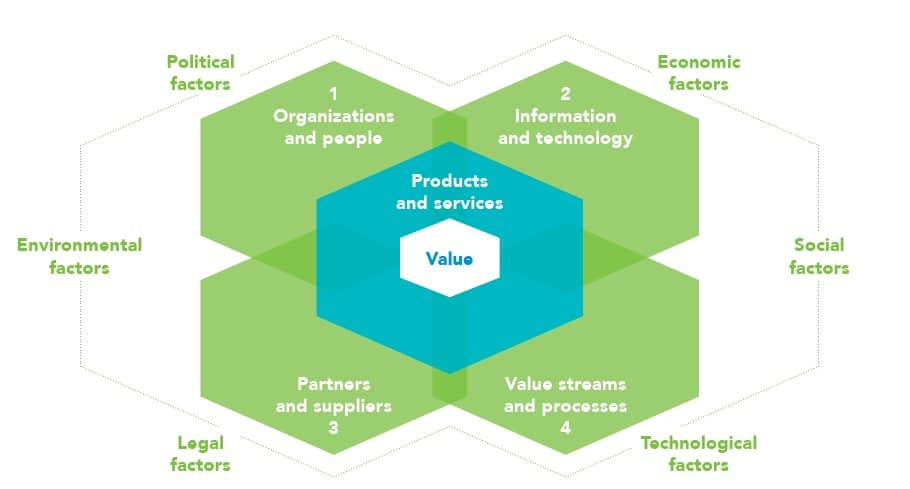 Political
factors
Economic
factors
1
Organizations
and people
2
Information
and technology
Products
and services
Value
Environmental
factors
Social
factors
Partners
and suppliers
3
Value streams
and processes
4
Legal
factors
Technological
factors